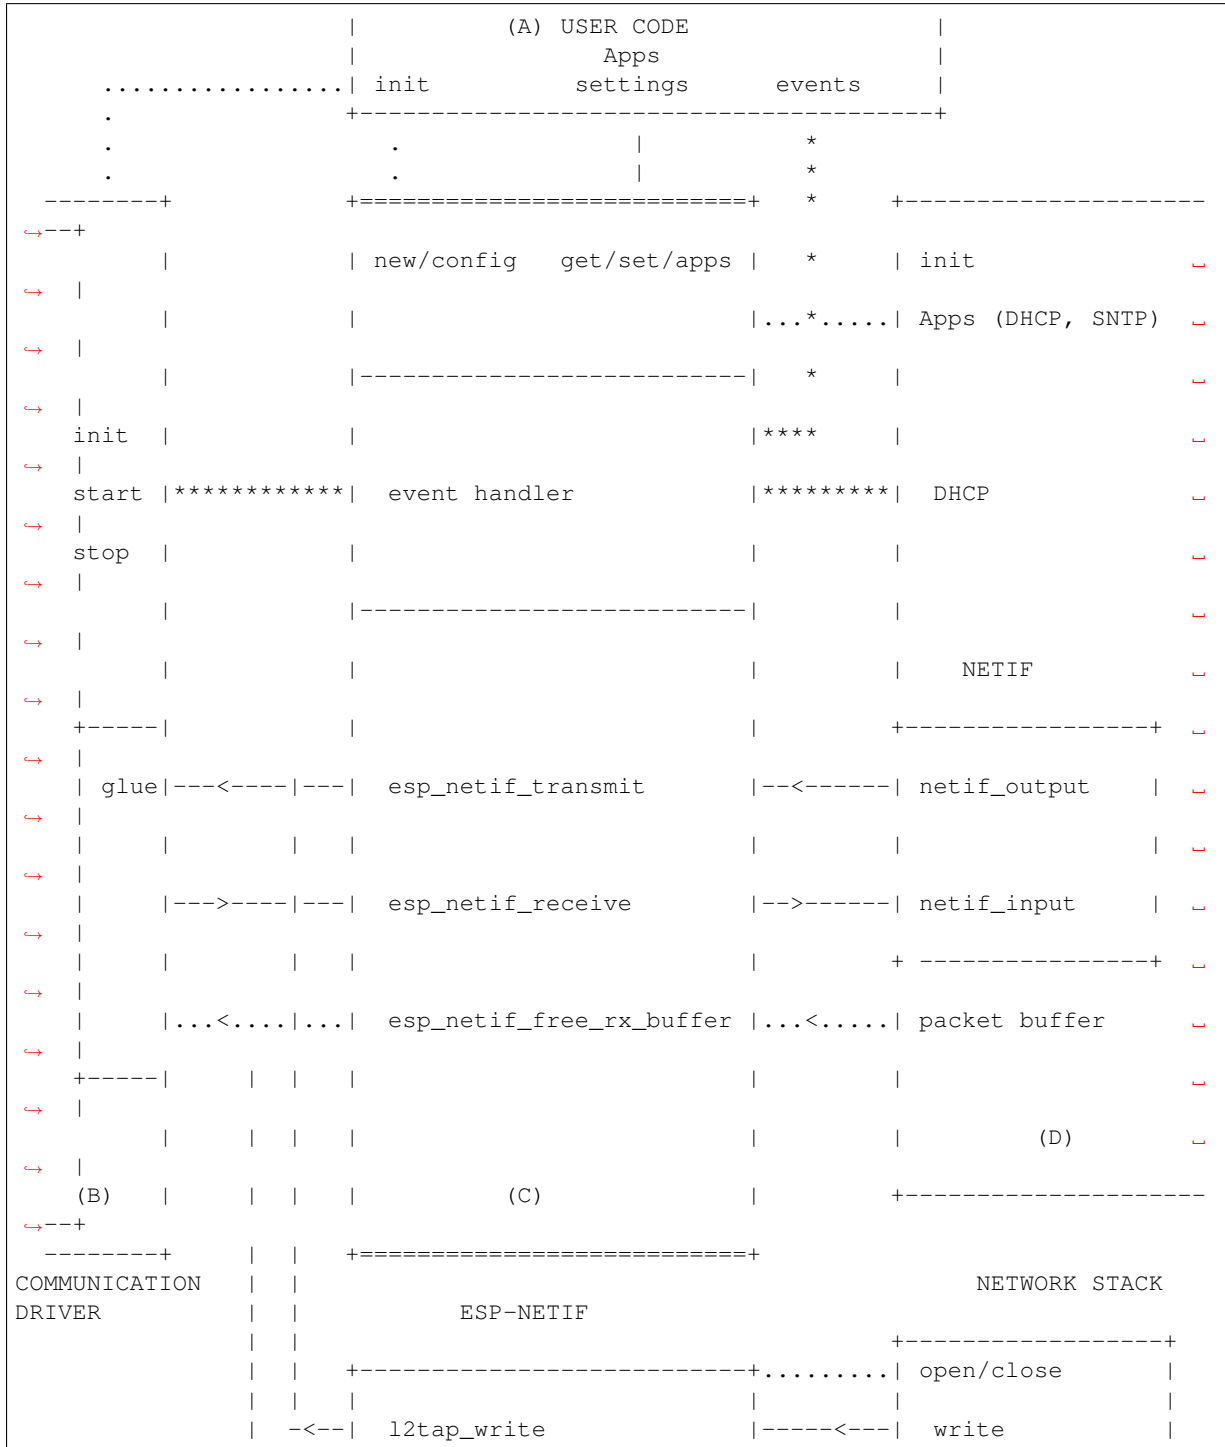 (A) USER CODE
Apps
init settings events
new/config get/set/apps init
Apps (DHCP, SNTP)
init
start event handler DHCP
stop
NETIF
glue esp_netif_transmit netif_output
esp_netif_receive netif_input
esp_netif_free_rx_buffer packet buffer
(D)
(B) (C)
COMMUNICATION NETWORK STACK
DRIVER ESP-NETIF
open/close
l2tap_write write